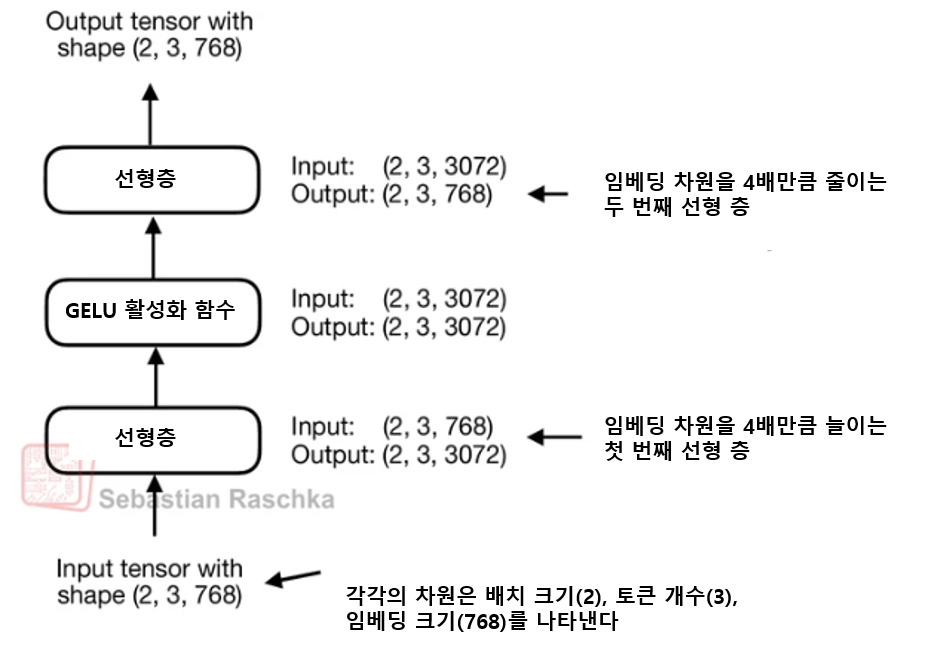 Output tensor with
shape (2, 3, 768)
선형층
Input: (2, 3, 3072)
Output: (2, 3, 768)
임베딩 차원을 4배만큼 줄이는
두 번째 선형 층
GELU 활성화 함수
Input: (2, 3, 3072)
Output: (2, 3, 3072)
선형층
Input: (2, 3, 768)
Output: (2, 3, 3072)
임베딩 차원을 4배만큼 늘이는
첫 번째 선형 층
Sebastian Raschka
Input tensor with
shape (2, 3, 768)
각각의 차원은 배치 크기(2), 토큰 개수(3),
임베딩 크기(768)를 나타낸다